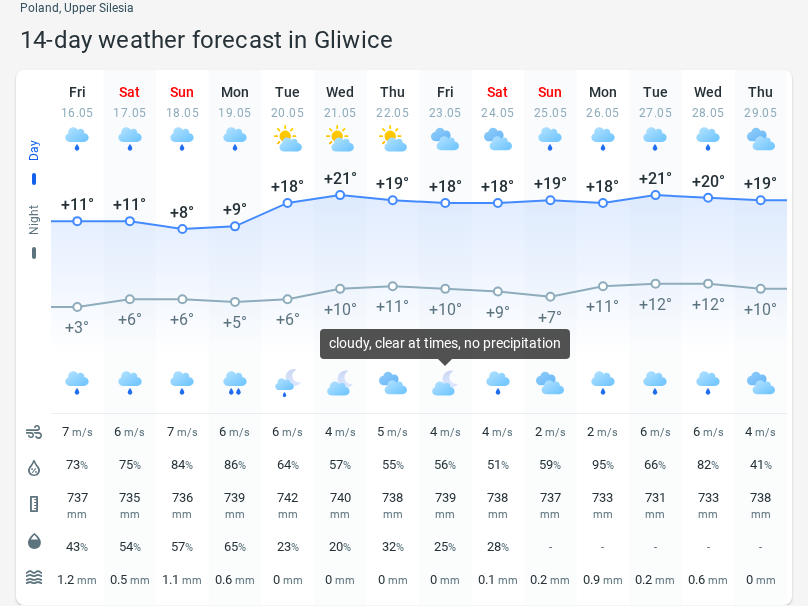 Poland, Upper Silesia
14-day weather forecast in Gliwice
Fri Sat Sun Mon Tue Wed Thu Fri Sat Sun Mon Tue Wed Thu
16.05 17.05 18.05 19.05 20.05 21.05 22.05 23.05 24.05 25.05 26.05 27.05 28.05 29.05
Day
+11° +11° +8° +9° +18° +21° +19° +18° +18° +19° +18° +21° +20° +19°
Night
+3° +6° +6° +5° +6° +10° +11° +10° +9° +7° +11° +12° +12° +10°
cloudy, clear at times, no precipitation
7 m/s 6 m/s 7 m/s 6 m/s 6 m/s 4 m/s 5 m/s 4 m/s 4 m/s 2 m/s 2 m/s 6 m/s 6 m/s 4 m/s
73% 75% 84% 86% 64% 57% 55% 56% 51% 59% 95% 66% 82% 41%
737 735 736 739 742 740 738 739 738 737 733 731 733 738
mm mm mm mm mm mm mm mm mm mm mm mm mm mm
43% 54% 57% 65% 23% 20% 32% 25% 28% - - - - -
1.2 mm 0.5 mm 1.1 mm 0.6 mm 0 mm 0 mm 0 mm 0 mm 0.1 mm 0.2 mm 0.9 mm 0.2 mm 0.6 mm 0 mm